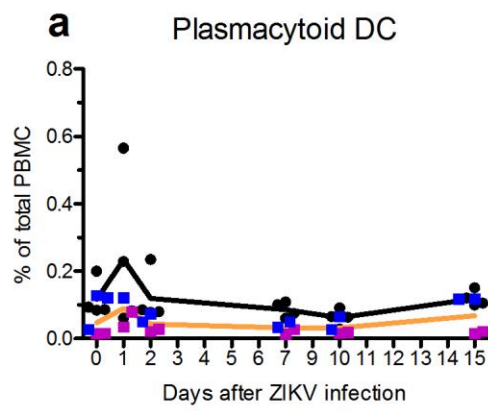 a Plasmacytoid DC
0.8
0.6
0.4
0.2
0.0
% of total PBMC
0 1 2 3 4 5 6 7 8 9 10 11 12 13 14 15
Days after ZIKV infection